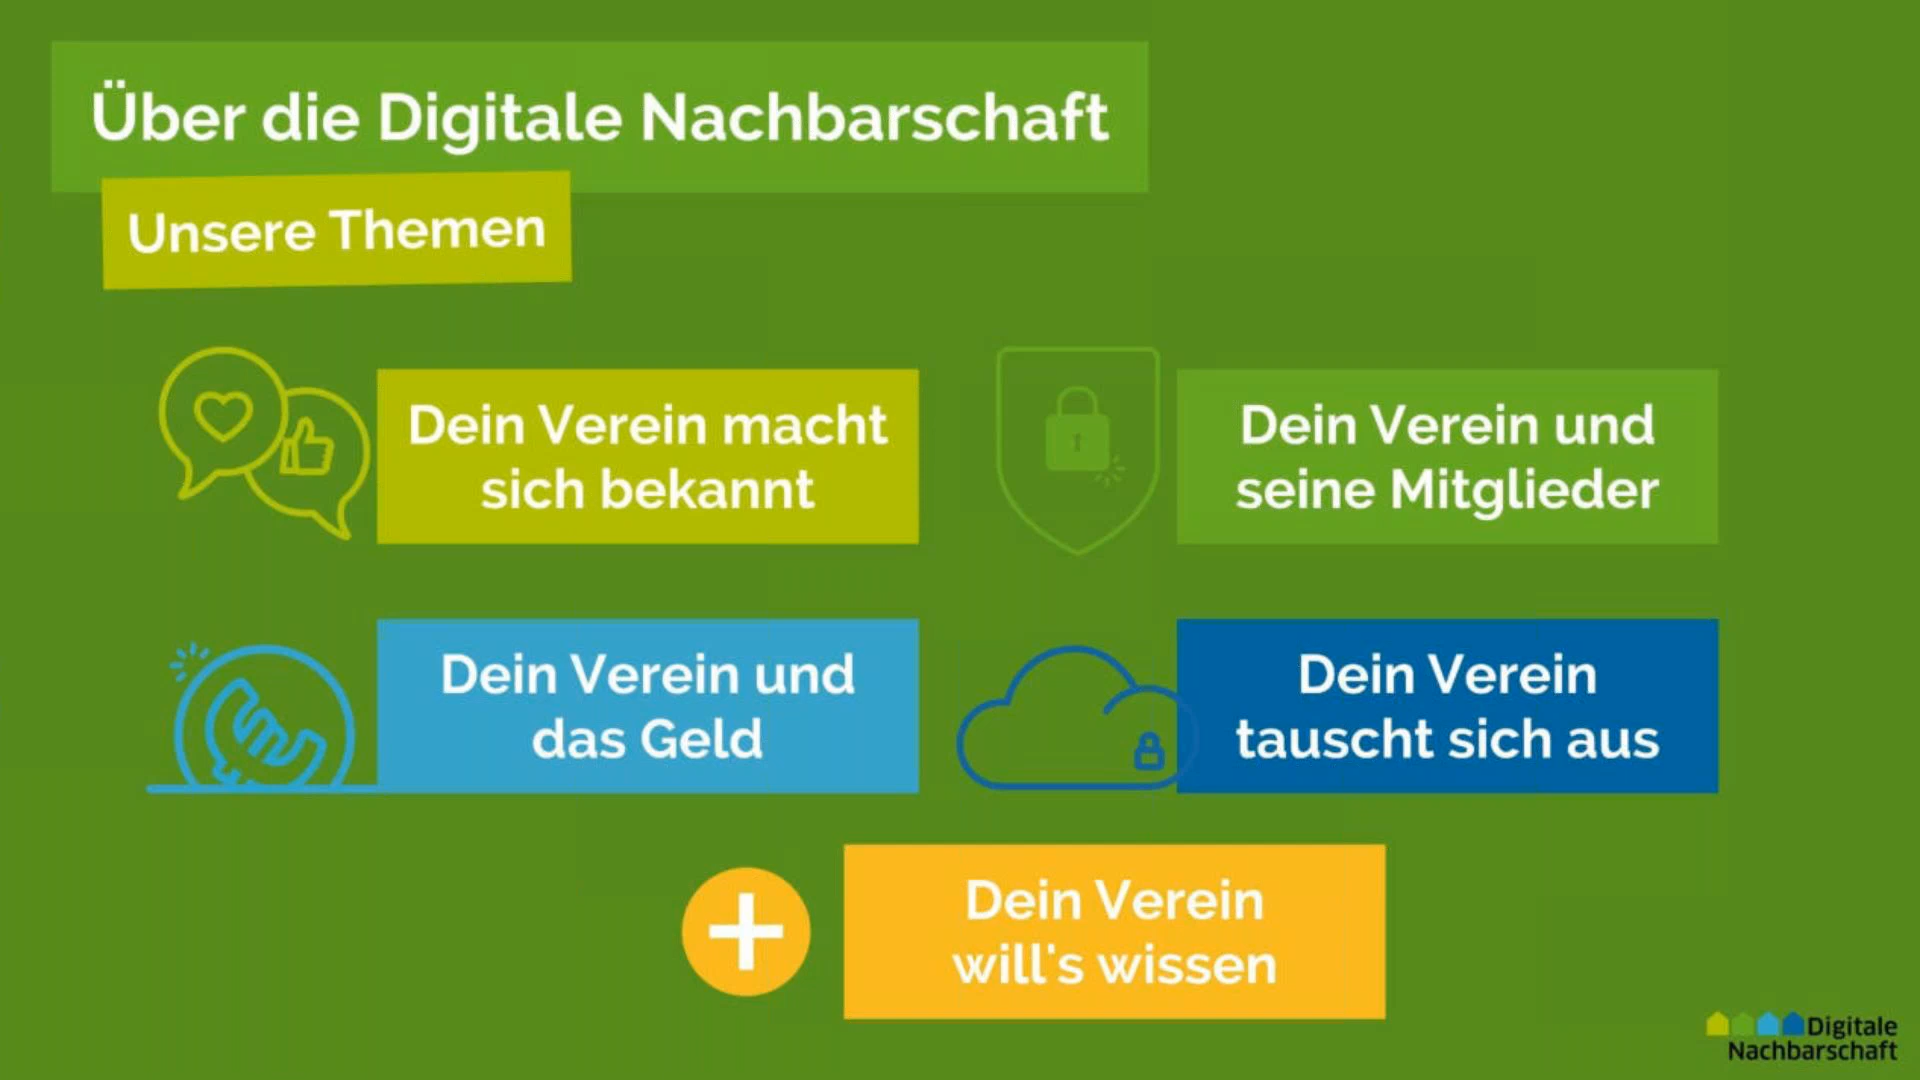 Über die Digitale Nachbarschaft
Unsere Themen
Dein Verein macht
sich bekannt
Dein Verein und
seine Mitglieder
Dein Verein und
das Geld
Dein Verein
tauscht sich aus
Dein Verein
will's wissen
Digitale
Nachbarschaft